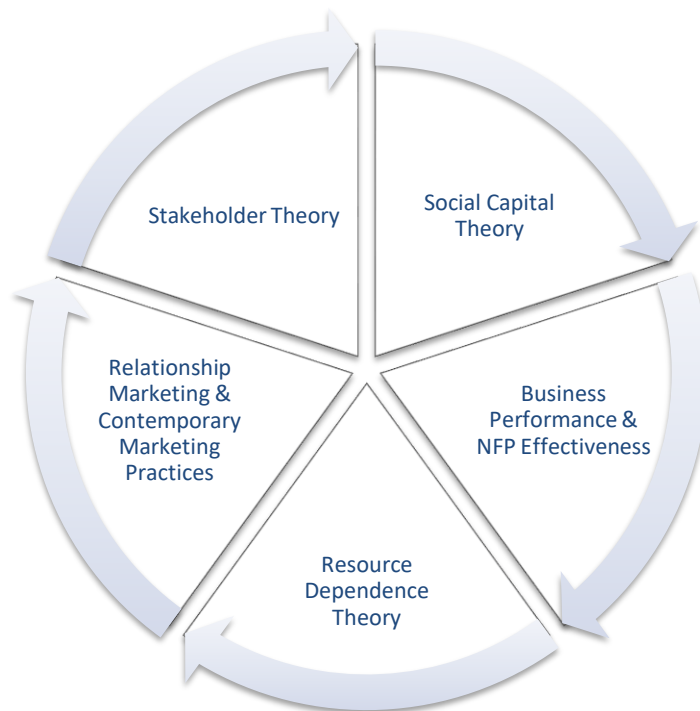 Stakeholder Theory
Social Capital
Theory
Business
Performance &
NFP Effectiveness
Resource
Dependence
Theory
Relationship
Marketing &
Contemporary
Marketing
Practices